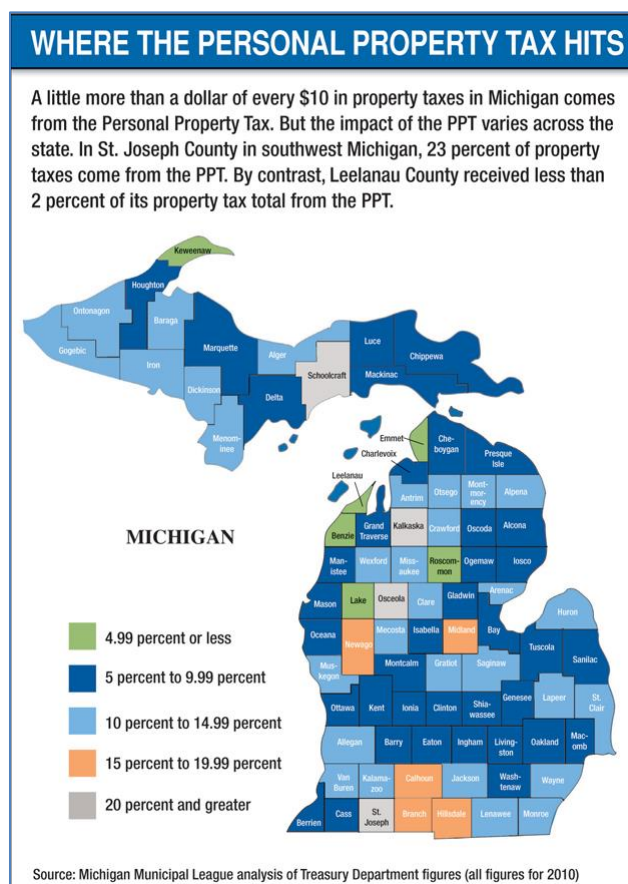 WHERE THE PERSONAL PROPERTY TAX HITS
A little more than a dollar of every $10 in property taxes in Michigan comes
from the Personal Property Tax. But the impact of the PPT varies across the
state. In St. Joseph County in southwest Michigan, 23 percent of property
taxes come from the PPT. By contrast, Leelanau County received less than
2 percent of its property tax total from the PPT.
Keweenaw
Houghton
Ontonagon
Baraga
Gogebic
Marquette
Iron
Alger
Luce
Chippewa
Schoolcraft
Mackinac
Dickinson
Delta
Menom-
inee
Emmet
Che-
boygan
Charlevoix
Presque
Isle
Leelanau
Antrim
Otsego
Mont-
mor-
ency
Alpena
Benzie
Grand
Traverse
Kalkaska
Crawford
Oscoda
Alcona
MICHIGAN
Man-
istee
Wexford
Miss-
aukee
Roscom-
mon
Ogemaw
Iosco
Arenac
Mason
Lake
Osceola
Clare
Gladwin
Huron
Oceana
Newago
Mecosta
Isabella
Midland
Bay
Tuscola
Sanilac
Mus-
kegon
Montcalm
Gratiot
Saginaw
Genesee
Lapeer
St.
Clair
Ottawa
Kent
Ionia
Clinton
Shia-
wassee
Allegan
Barry
Eaton
Ingham
Living-
ston
Oakland
Mac-
omb
Van
Buren
Kalama-
zoo
Calhoun
Jackson
Wash-
tenaw
Wayne
Berrien
Cass
St.
Joseph
Branch
Hillsdale
Lenawee
Monroe
4.99 percent or less
5 percent to 9.99 percent
10 percent to 14.99 percent
15 percent to 19.99 percent
20 percent and greater
Source: Michigan Municipal League analysis of Treasury Department figures (all figures for 2010)